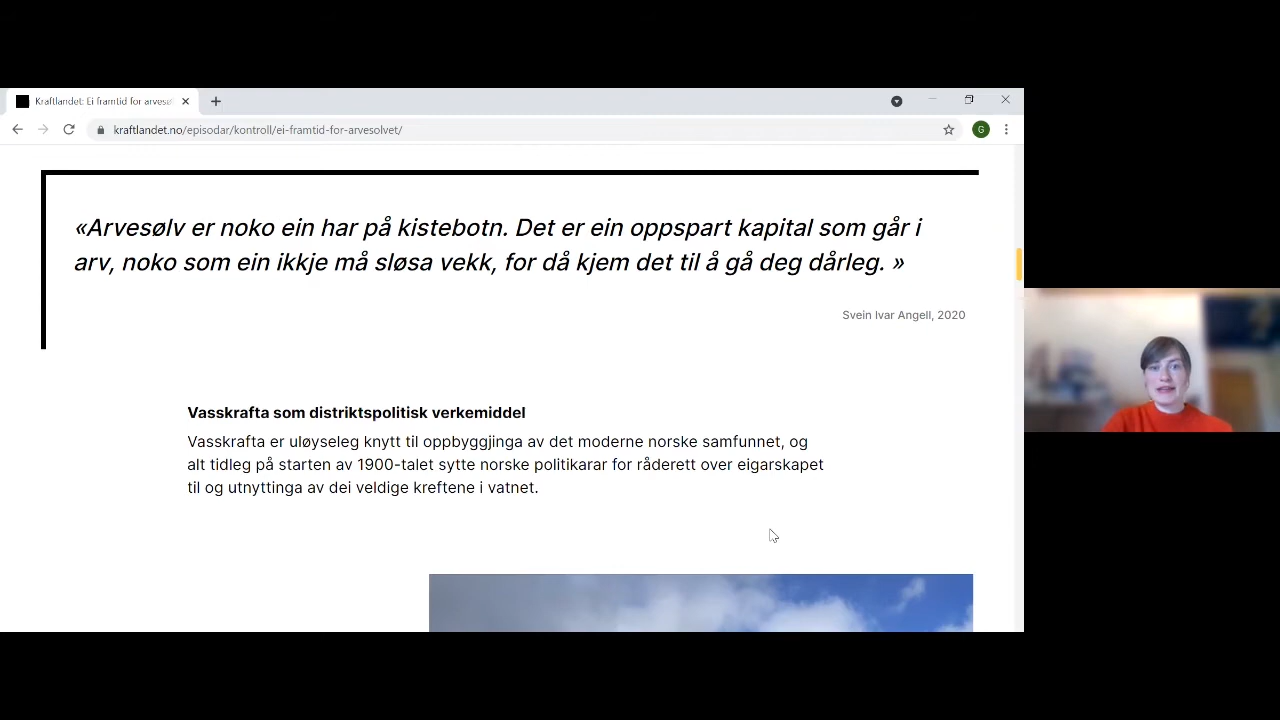 Kraftlandet: Ei framtid for arvesø
kraftlandet.no/episodar/kontroll/ei-framtid-for-arvesolvet/
G
«Arvesølv er noko ein har på kistebotn. Det er ein oppspart kapital som går i
arv, noko som ein ikkje må sløsa vekk, for då kjem det til å gå deg dårleg. »
Svein Ivar Angell, 2020
Vasskrafta som distriktspolitisk verkemiddel
Vasskrafta er uløyseleg knytt til oppbyggjinga av det moderne norske samfunnet, og
alt tidleg på starten av 1900-talet sytte norske politikarar for råderett over eigarskapet
til og utnyttinga av dei veldige kreftene i vatnet.